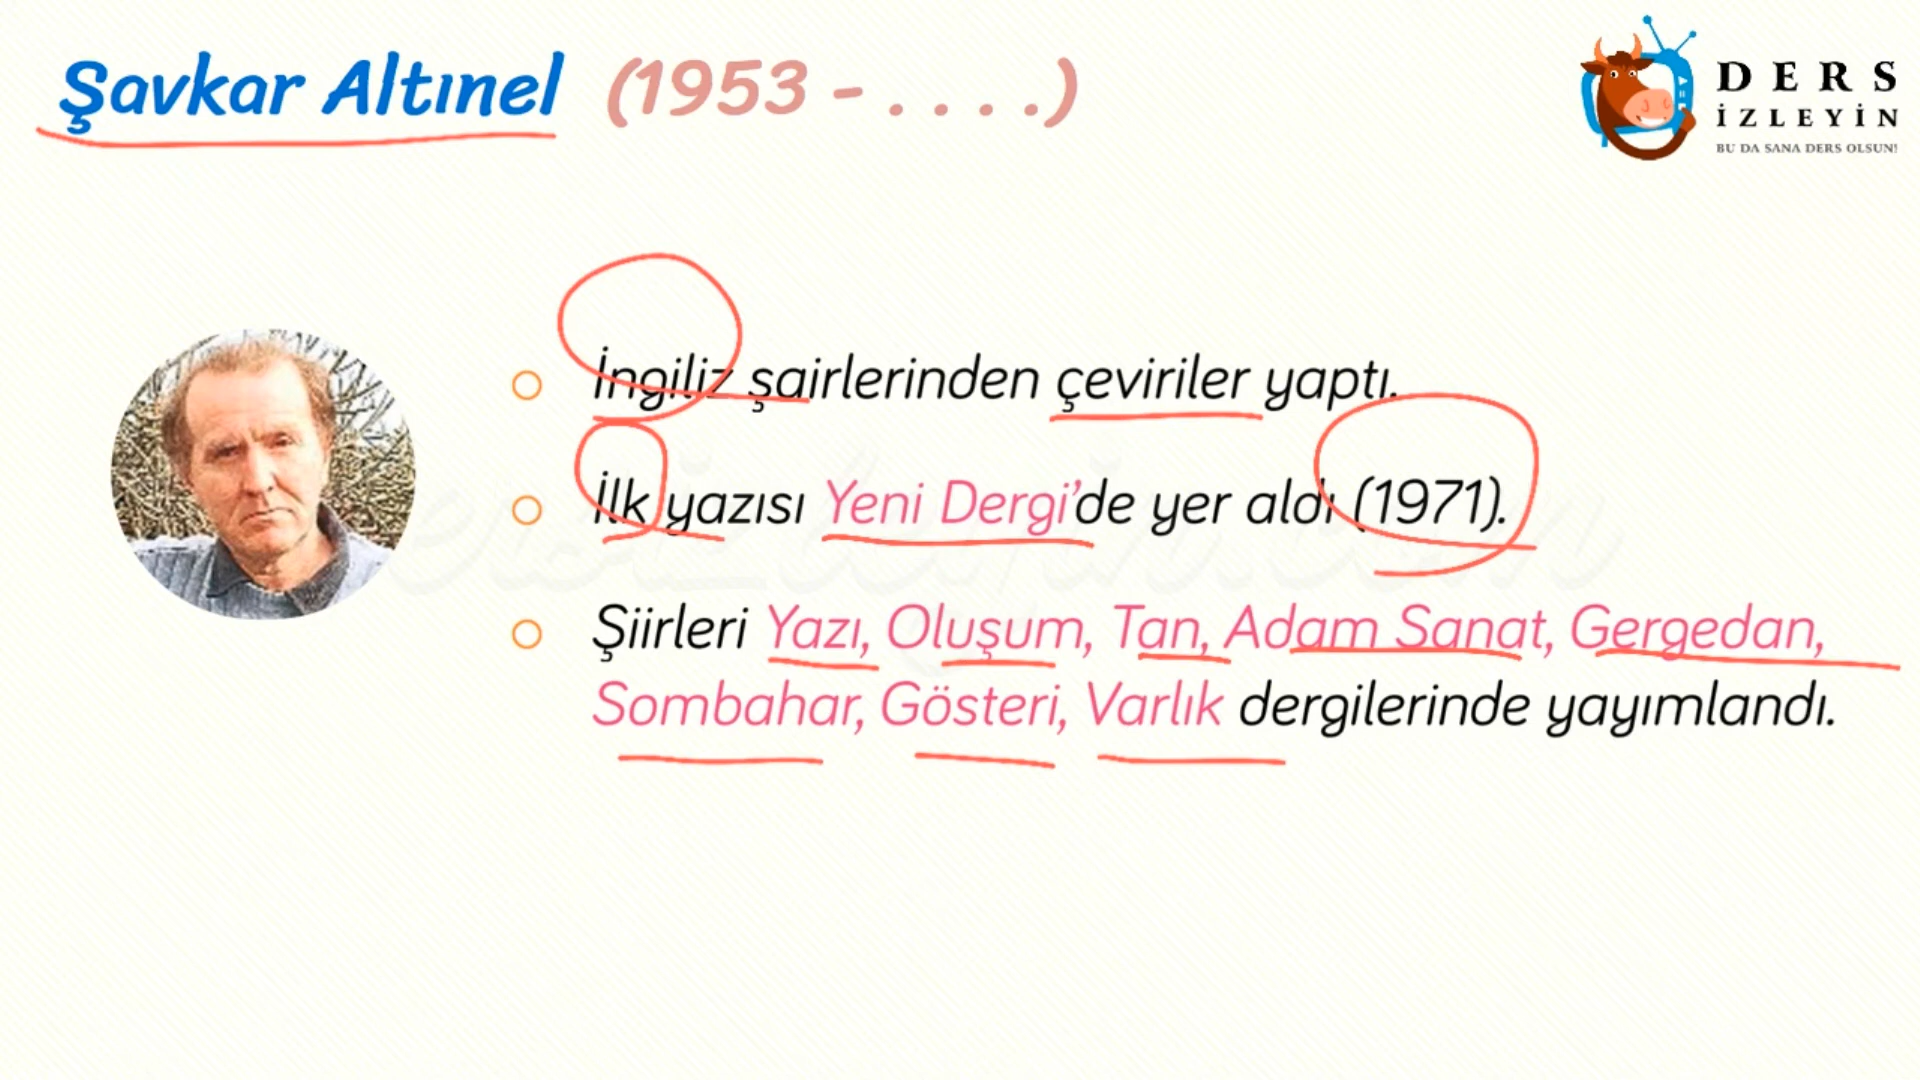 Şavkar Altınel (1953 - . . . .)
DERS
İZLEYİN
BU DA SANA DERS OLSUN!
İngiliz şairlerinden çeviriler yaptı.
İlk yazısı Yeni Dergi’de yer aldı (1971).
Şiirleri Yazı, Oluşum, Tan, Adam Sanat, Gergedan,
Sombahar, Gösteri, Varlık dergilerinde yayımlandı.